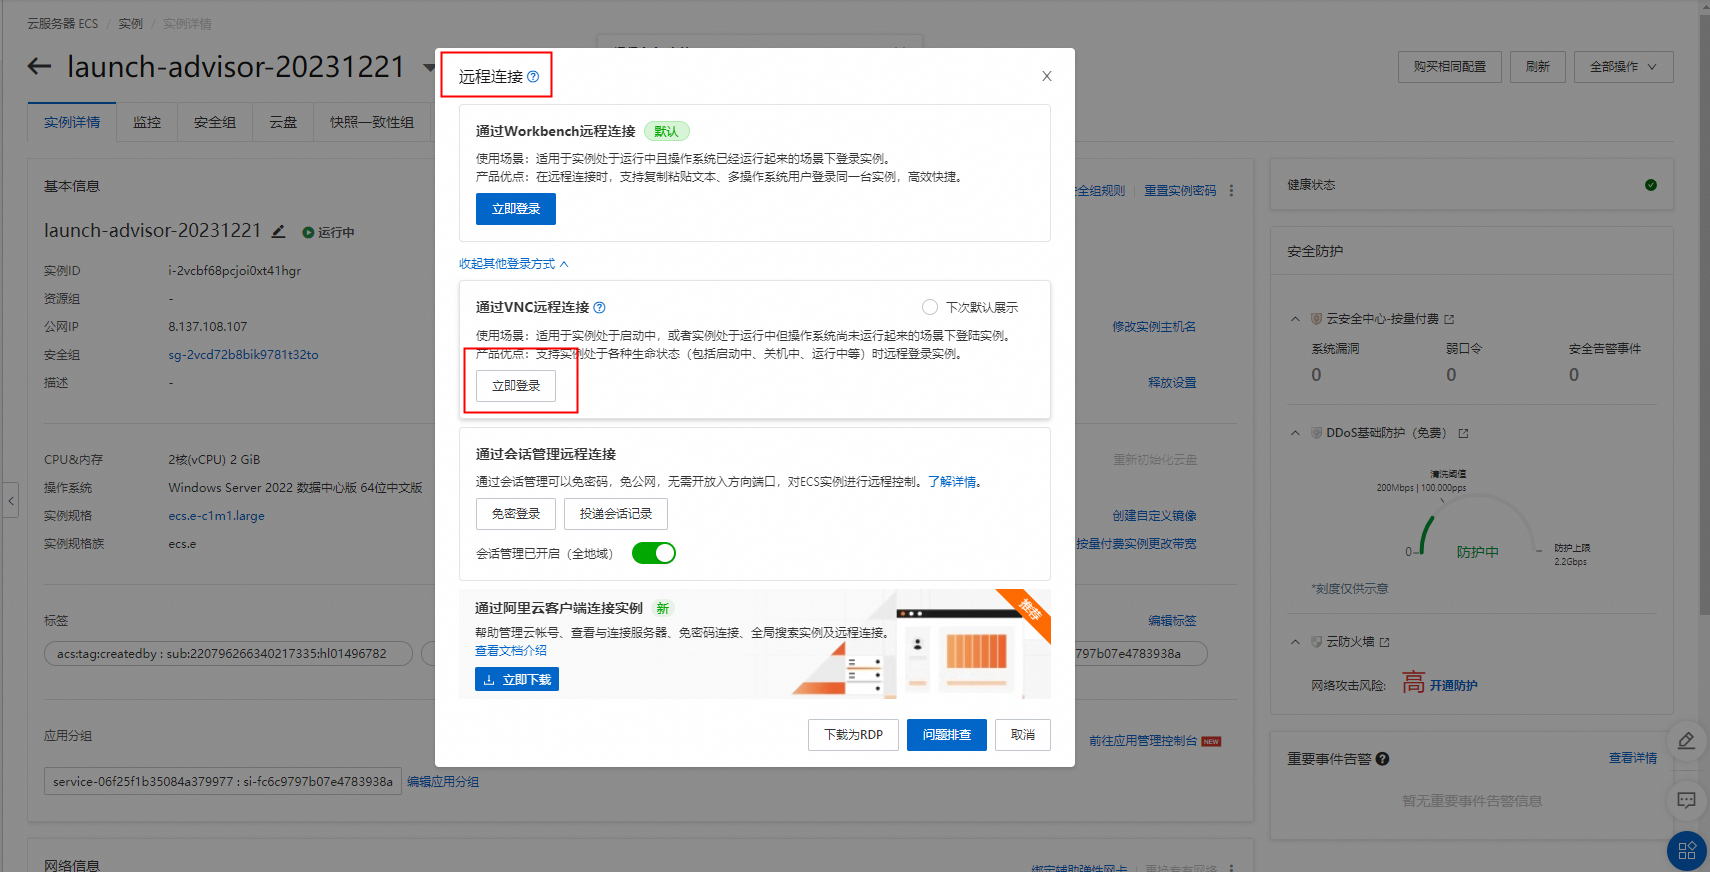 云服务器 ECS / 实例 / 实例详情
launch-advisor-20231221
购买相同配置
刷新
全部操作
实例详情
监控
安全组
云盘
快照一致性组
远程连接
通过Workbench远程连接 默认
使用场景：适用于实例处于运行中且操作系统已经运行起来的场景下登录实例。
产品优点：在远程连接时，支持复制粘贴文本、多操作系统用户登录同一台实例，高效快捷。
立即登录
收起其他登录方式
通过VNC远程连接
下次默认展示
使用场景：适用于实例处于启动中，或者实例处于运行中但操作系统尚未运行起来的场景下登陆实例。
产品优点：支持实例处于各种生命状态（包括启动中、关机中、运行中等）时远程登录实例。
立即登录
通过会话管理远程连接
通过会话管理可以免密码，免公网，无需开放入方向端口，对ECS实例进行远程控制。了解详情。
免密登录
投递会话记录
会话管理已开启（全地域）
通过阿里云客户端连接实例 新
推荐
帮助管理云帐号、查看与连接服务器、免密码连接、全局搜索实例及远程连接。
查看文档介绍
立即下载
下载为RDP
问题排查
取消
基本信息
全组规则
重置实例密码
launch-advisor-20231221
运行中
实例ID
i-2vcbf68pcjoi0xt41hgr
资源组
-
公网IP
8.137.108.107
修改实例主机名
安全组
sg-2vcd72b8bik9781t32to
描述
-
释放设置
CPU&内存
2核(vCPU) 2 GiB
重新初始化云盘
操作系统
Windows Server 2022 数据中心版 64位中文版
实例规格
ecs.e-c1m1.large
创建自定义镜像
实例规格族
ecs.e
按量付费实例更改带宽
标签
编辑标签
acs:tag:createdby : sub:220796266340217335:hl01496782
797b07e4783938a
应用分组
前往应用管理控制台 NEW
service-06f25f1b35084a379977 : si-fc6c9797b07e4783938a
编辑应用分组
网络信息
绑定辅助弹性网卡
更换专有网络
健康状态
安全防护
云安全中心-按量付费
系统漏洞
弱口令
安全告警事件
0
0
0
DDoS基础防护（免费）
清洗阈值
200Mbps | 100,000pps
0
防护中
防护上限
2.2Gbps
*刻度仅供示意
云防火墙
网络攻击风险:
高
开通防护
重要事件告警
查看详情
暂无重要事件告警信息